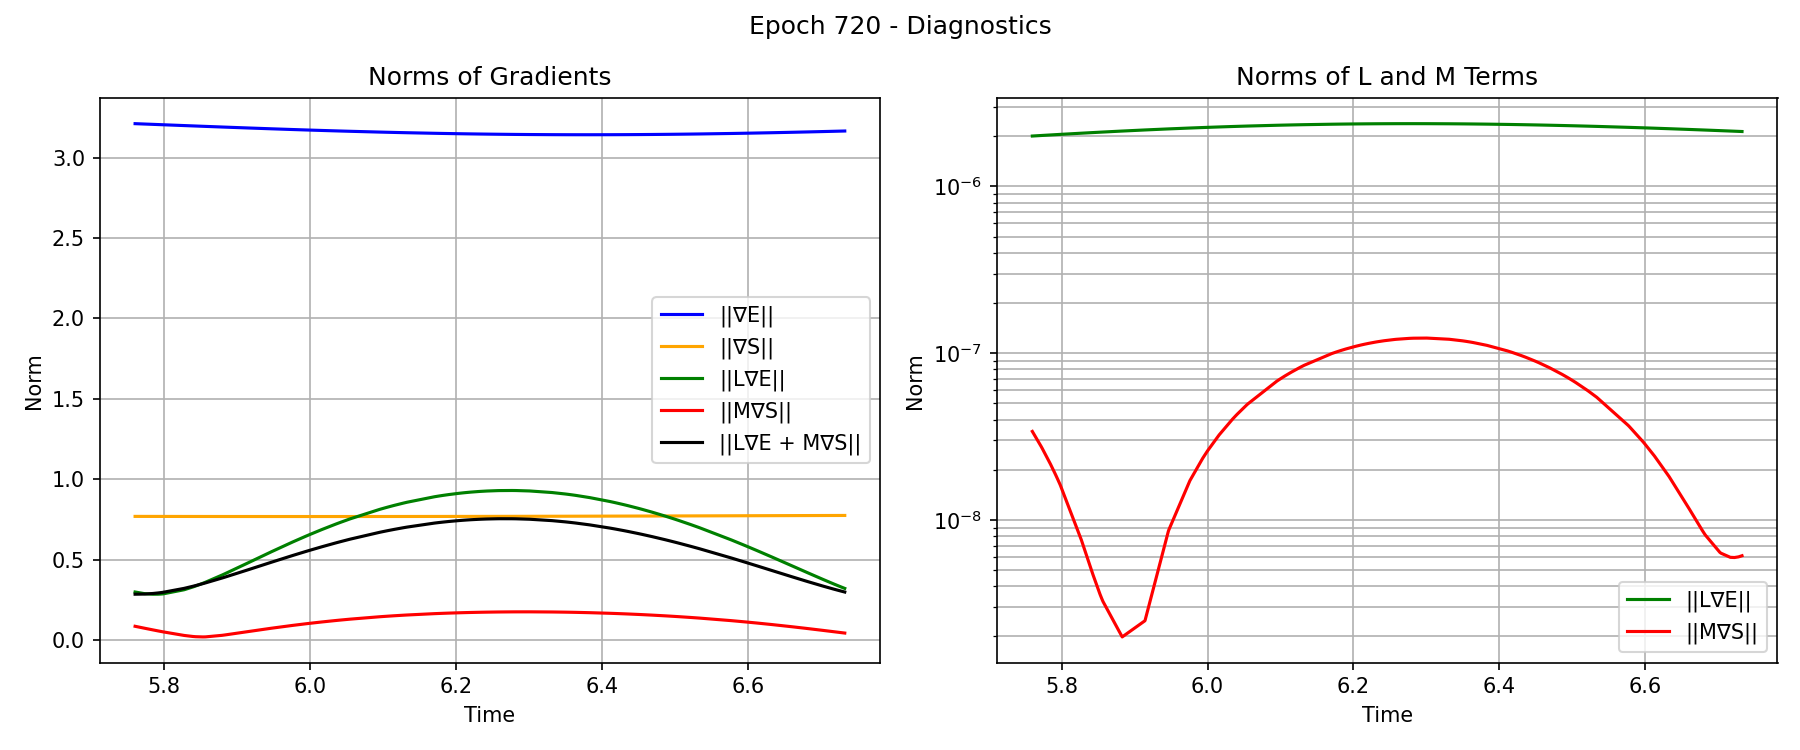 Epoch 720 - Diagnostics
Norms of Gradients
Norm
3.0
2.5
2.0
1.5
1.0
0.5
0.0
||∇E||
||∇S||
||L∇E||
||M∇S||
||L∇E + M∇S||
5.8 6.0 6.2 6.4 6.6
Time
Norms of L and M Terms
Norm
10⁻⁶
10⁻⁷
10⁻⁸
||L∇E||
||M∇S||
5.8 6.0 6.2 6.4 6.6
Time